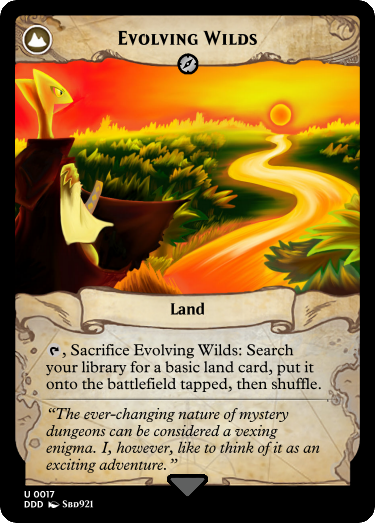 Evolving Wilds
Land
, Sacrifice Evolving Wilds: Search
your library for a basic land card, put it
onto the battlefield tapped, then shuffle.
“The ever-changing nature of mystery
dungeons can be considered a vexing
enigma. I, however, like to think of it as an
exciting adventure.”
U 0017
DDD Sbd921